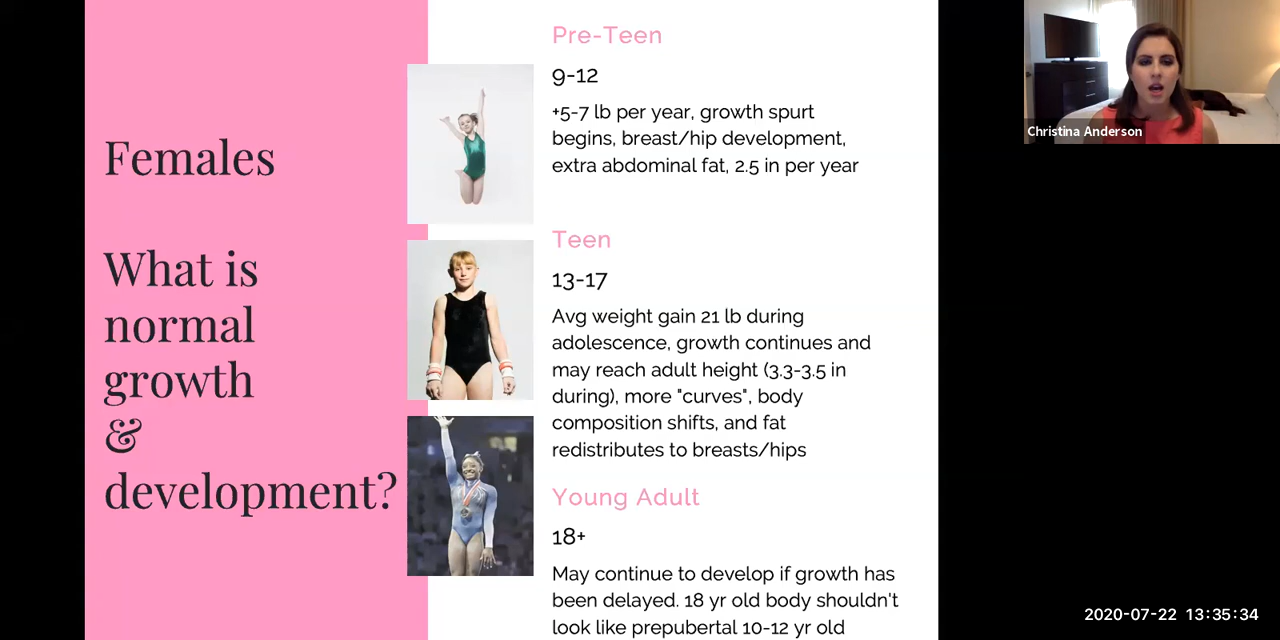 Females
What is
normal
growth
&
development?
Pre-Teen
9-12
+5-7 lb per year, growth spurt
begins, breast/hip development,
extra abdominal fat, 2.5 in per year
Teen
13-17
Avg weight gain 21 lb during
adolescence, growth continues and
may reach adult height (3.3-3.5 in
during), more "curves", body
composition shifts, and fat
redistributes to breasts/hips
Young Adult
18+
May continue to develop if growth has
been delayed. 18 yr old body shouldn't
look like prepubertal 10-12 yr old
Christina Anderson
2020-07-22 13:35:34